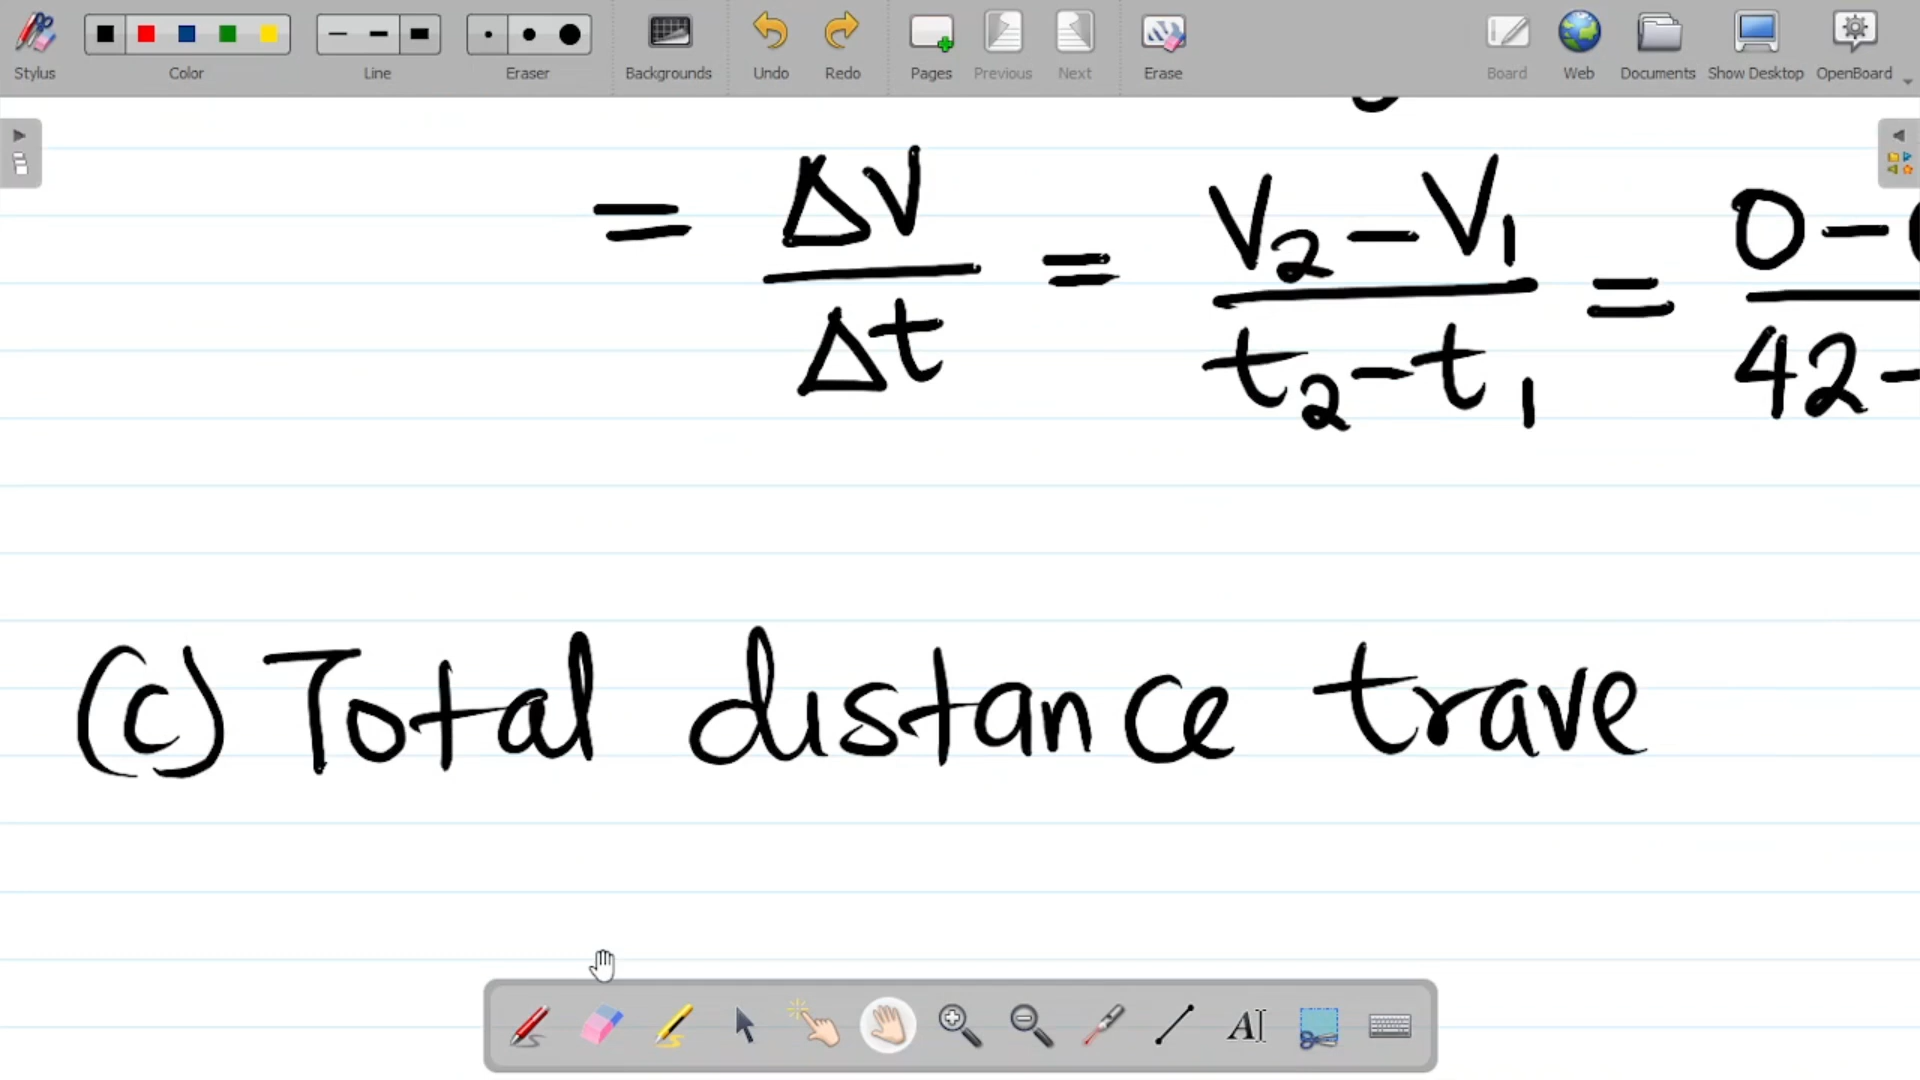 Stylus Color Line Eraser Backgrounds Undo Redo Pages Previous Next Erase Board Web Documents Show Desktop OpenBoard
= ΔV/Δt = (V₂-V₁)/(t₂-t₁) = 0- / 42-
(c) Total distance trave